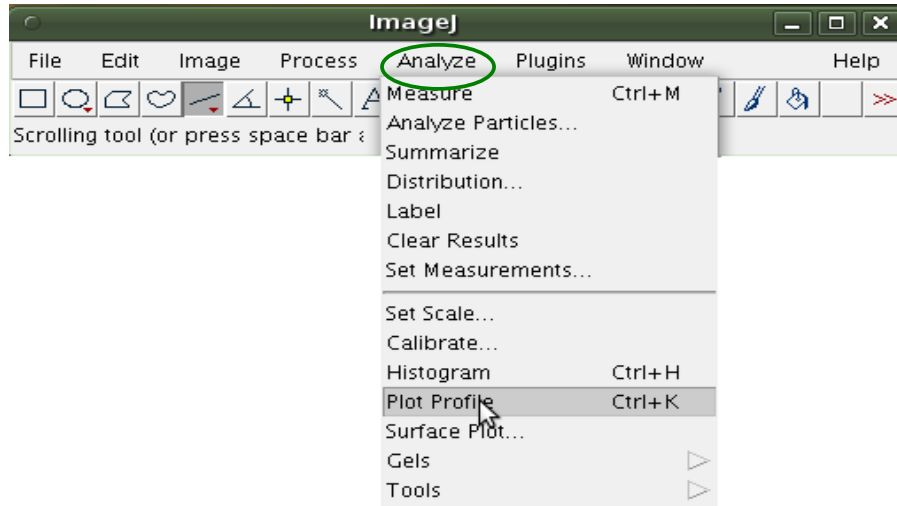 ImageJ
File Edit Image Process Analyze Plugins Window Help
Scrolling tool (or press space bar
Measure Ctrl+M
Analyze Particles...
Summarize
Distribution...
Label
Clear Results
Set Measurements...
Set Scale...
Calibrate...
Histogram Ctrl+H
Plot Profile Ctrl+K
Surface Plot...
Gels
Tools